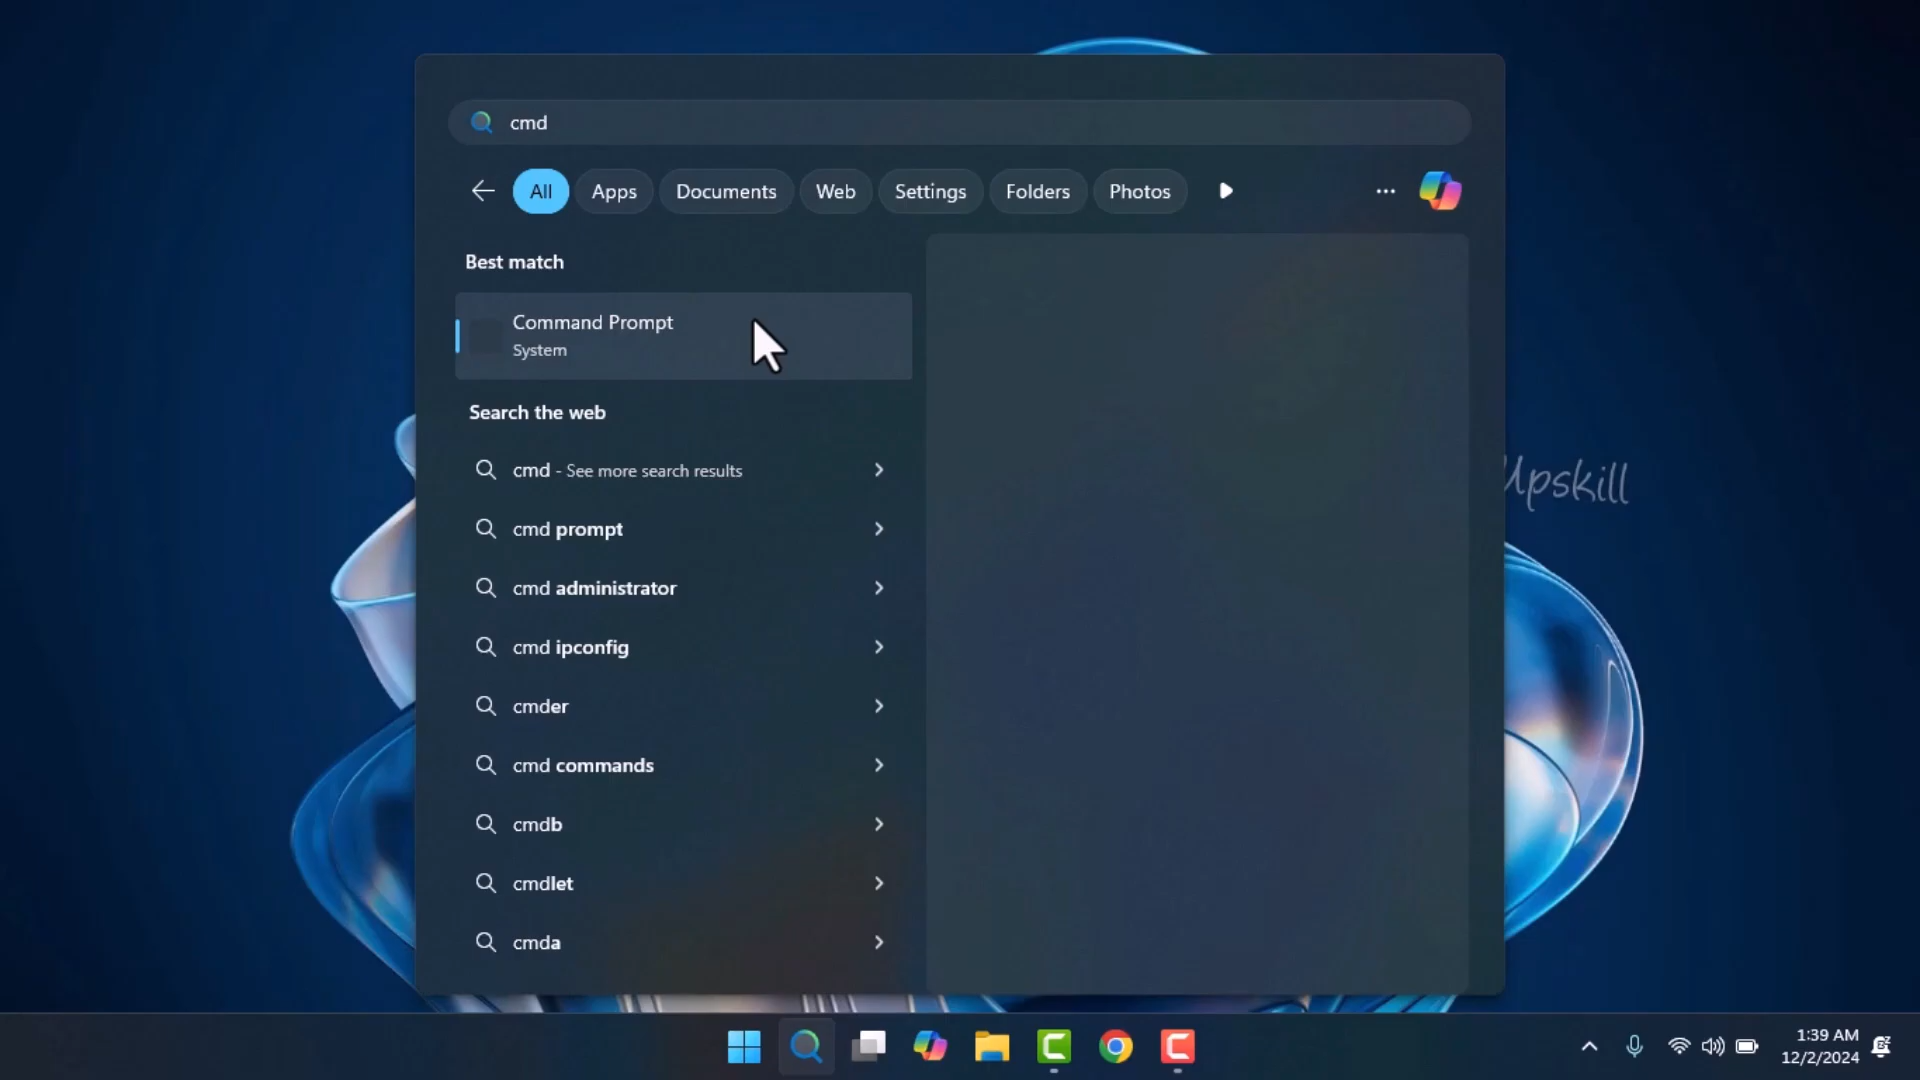 cmd
All Apps Documents Web Settings Folders Photos
Best match
Command Prompt
System
Search the web
cmd - See more search results
cmd prompt
cmd administrator
cmd ipconfig
cmder
cmd commands
cmdb
cmdlet
cmda
Upskill
1:39 AM
12/2/2024